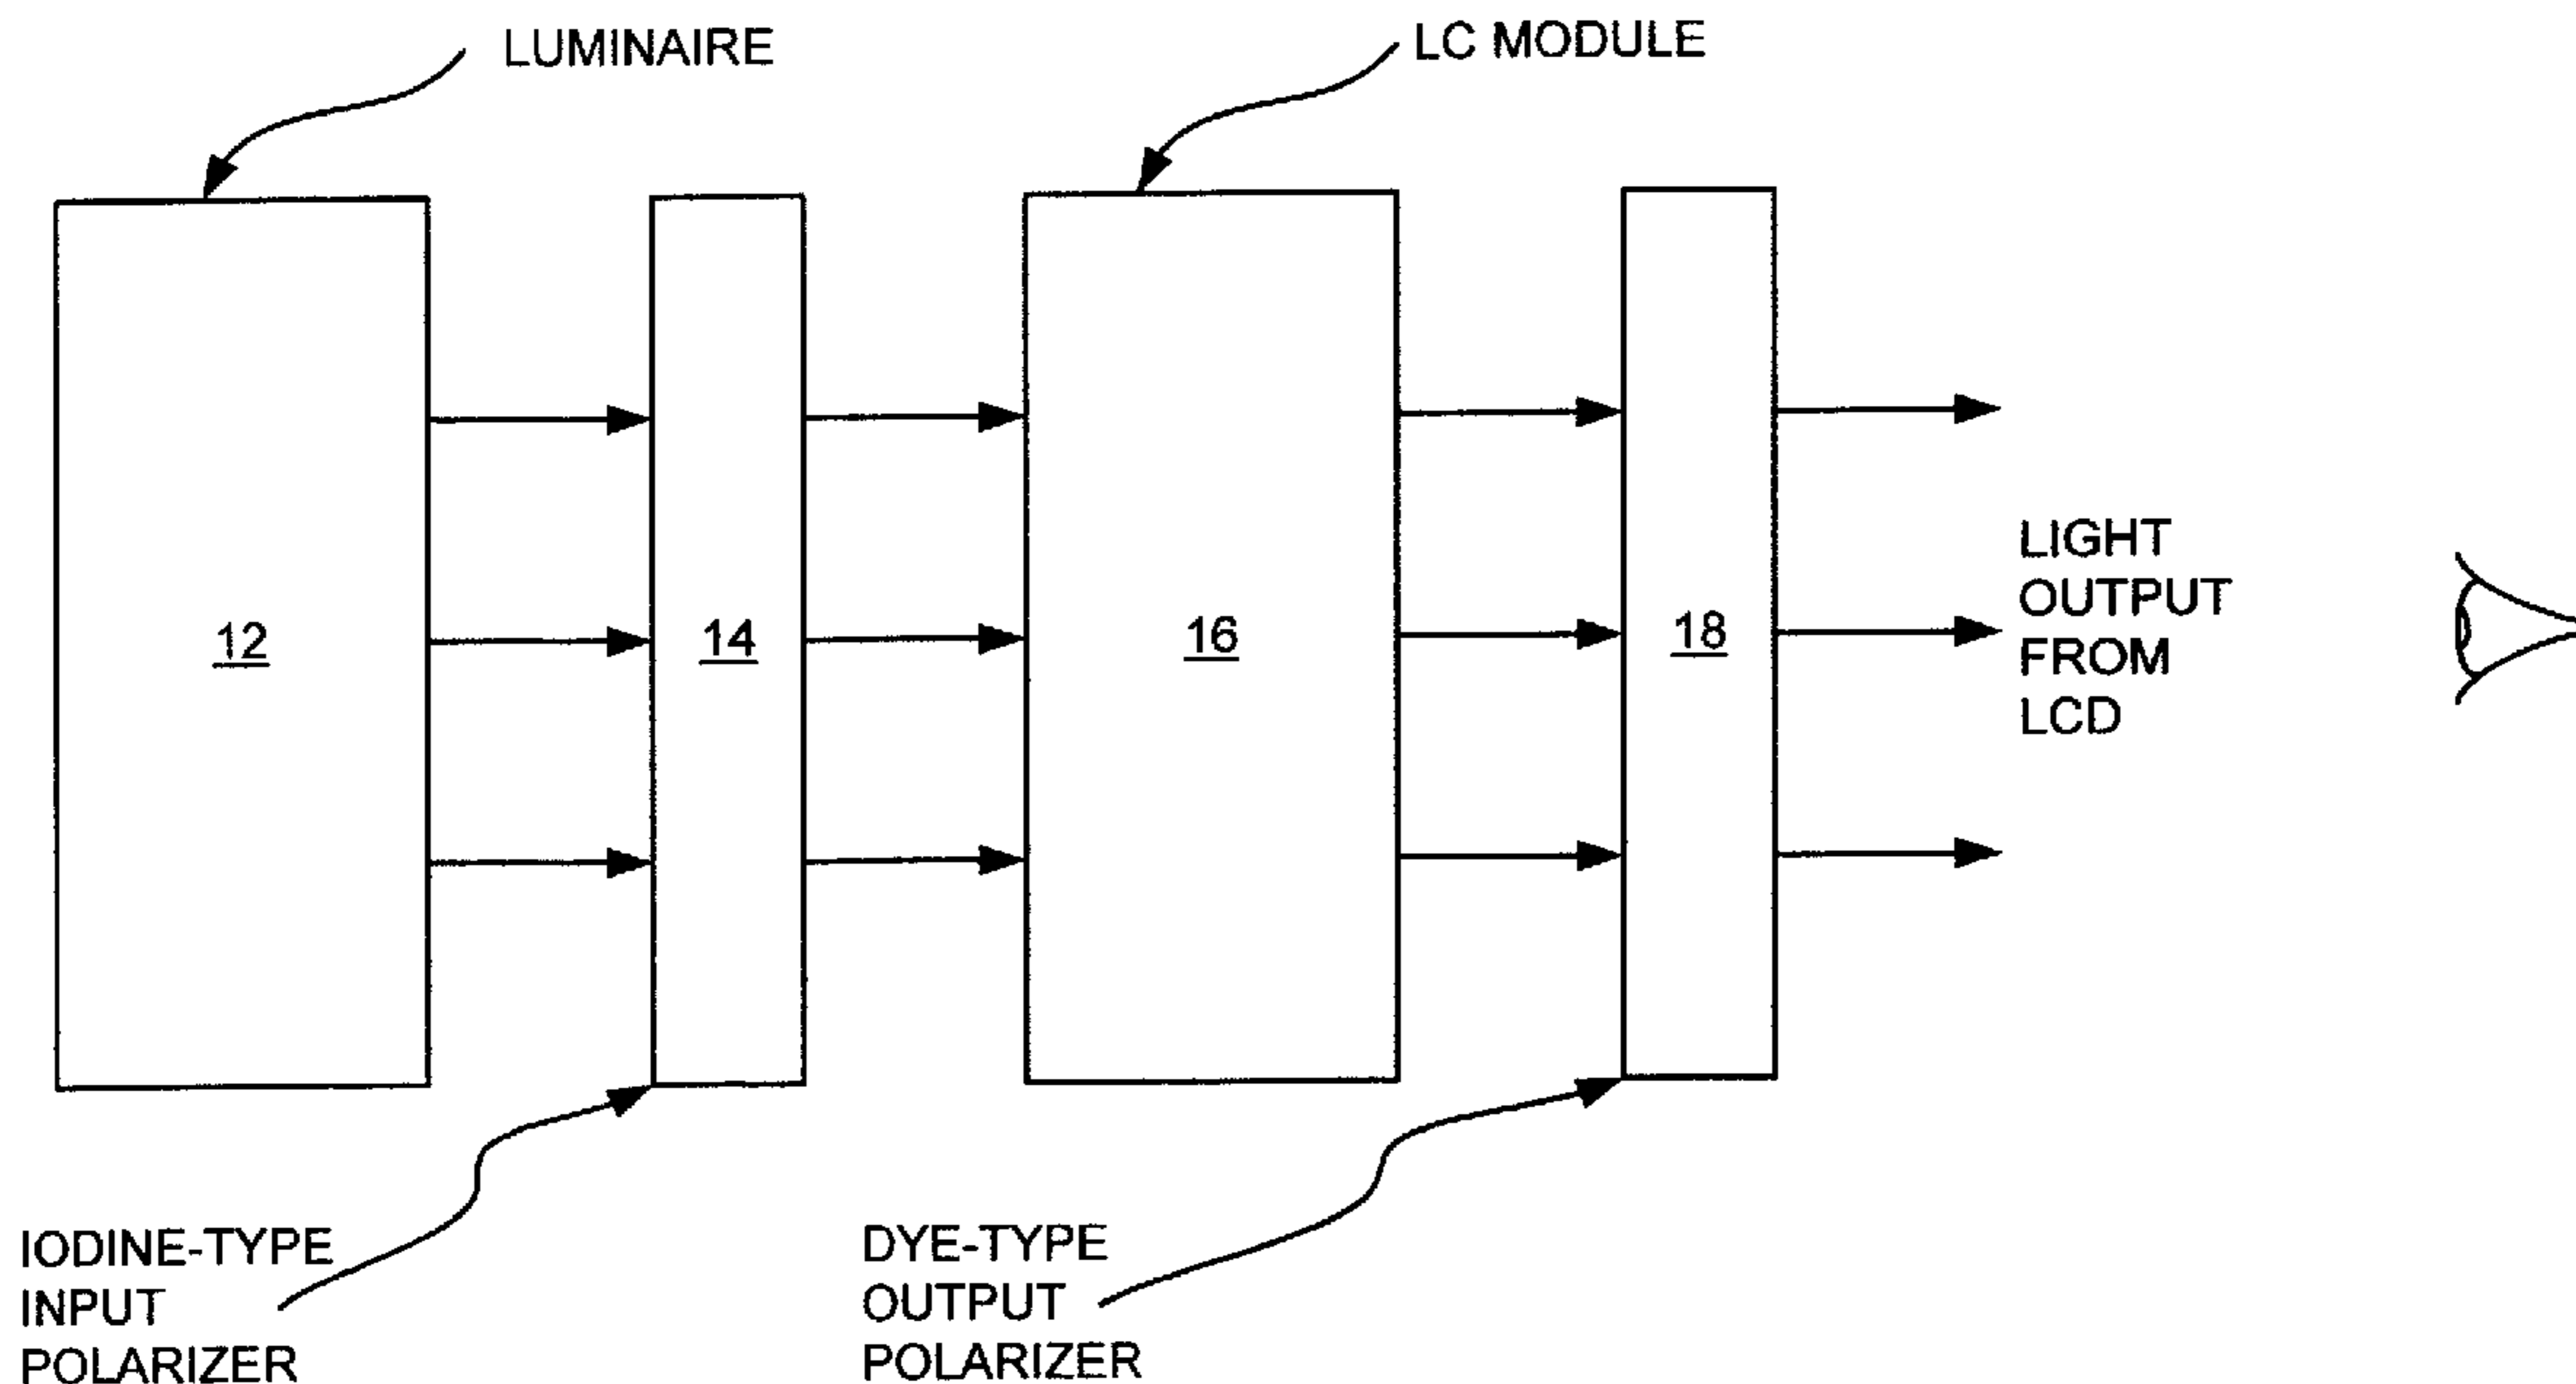 LUMINAIRE
LC MODULE
12
14
16
18
LIGHT
OUTPUT
FROM
LCD
IODINE-TYPE
INPUT
POLARIZER
DYE-TYPE
OUTPUT
POLARIZER